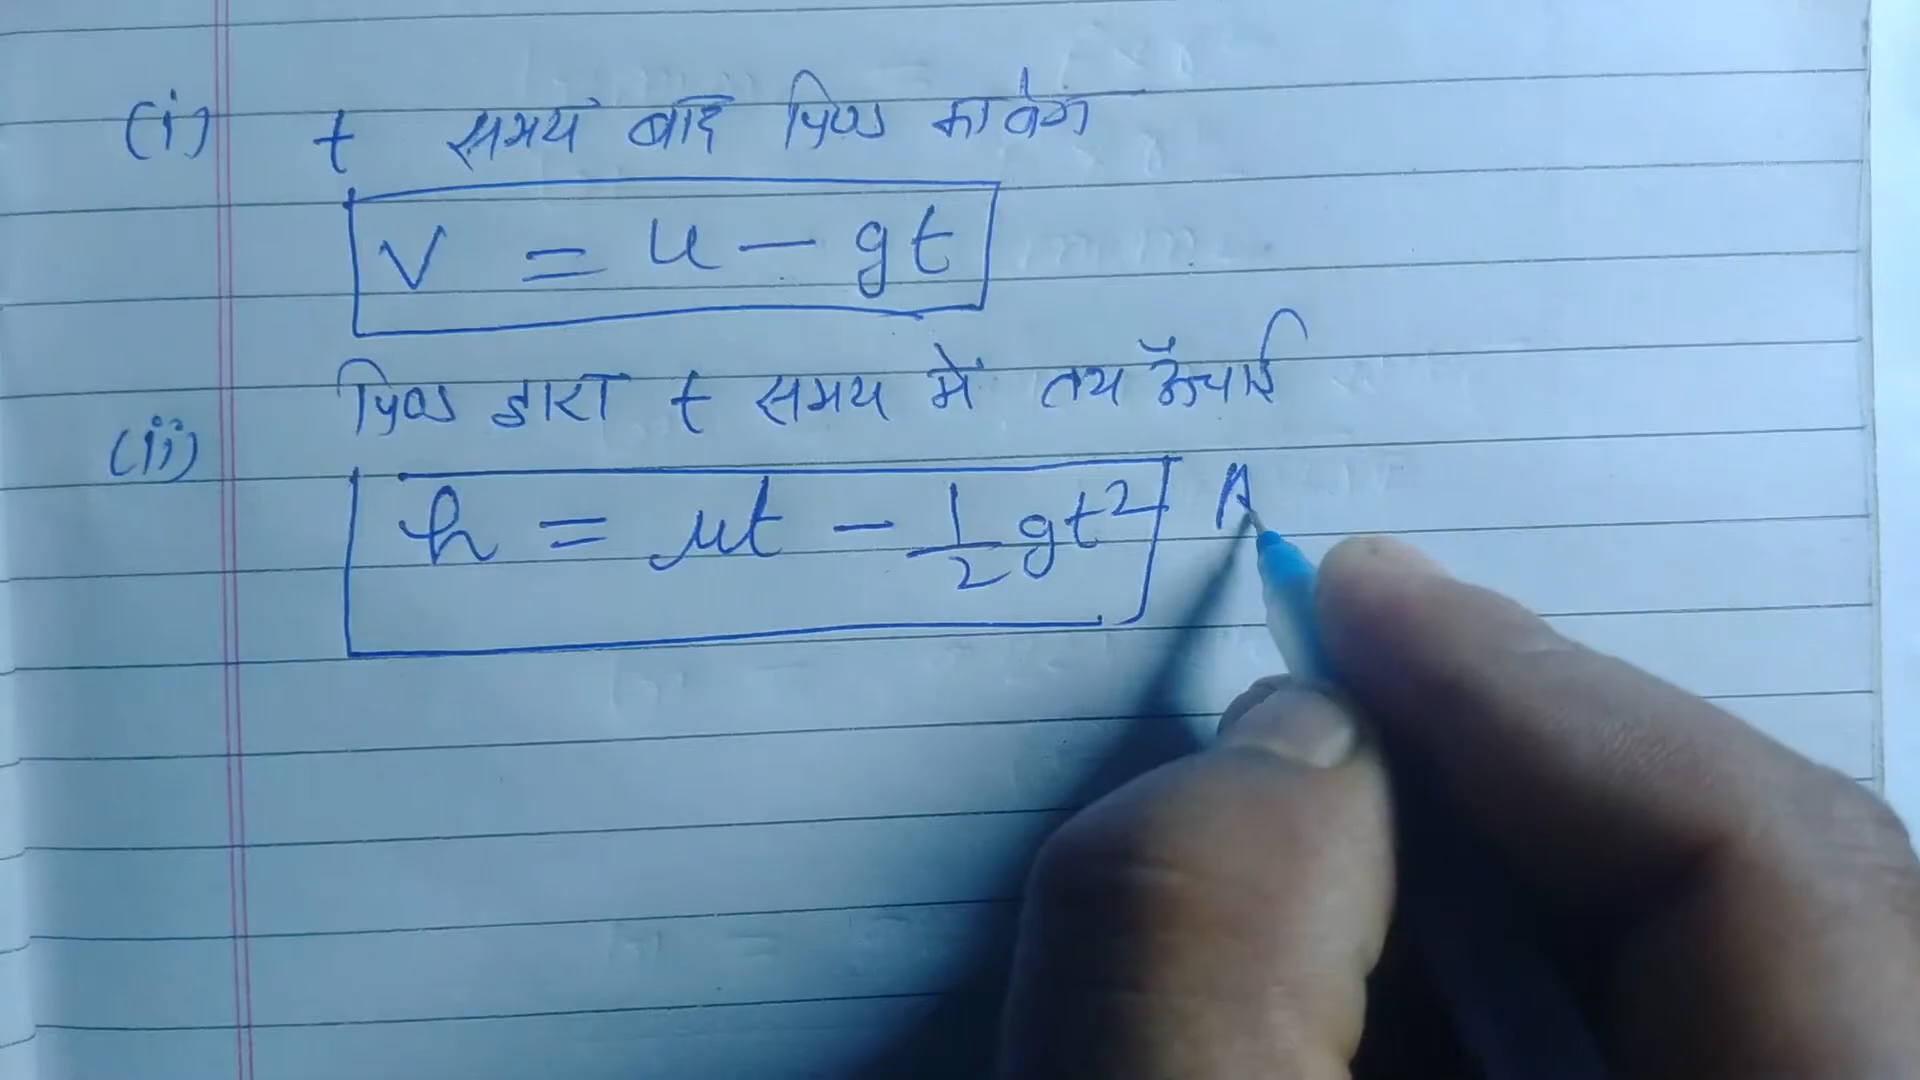 (i) t समय बाद पिण्ड का वेग
v = u - gt
(ii) पिण्ड द्वारा t समय में तय ऊँचाई
h = ut - 1/2 gt² A